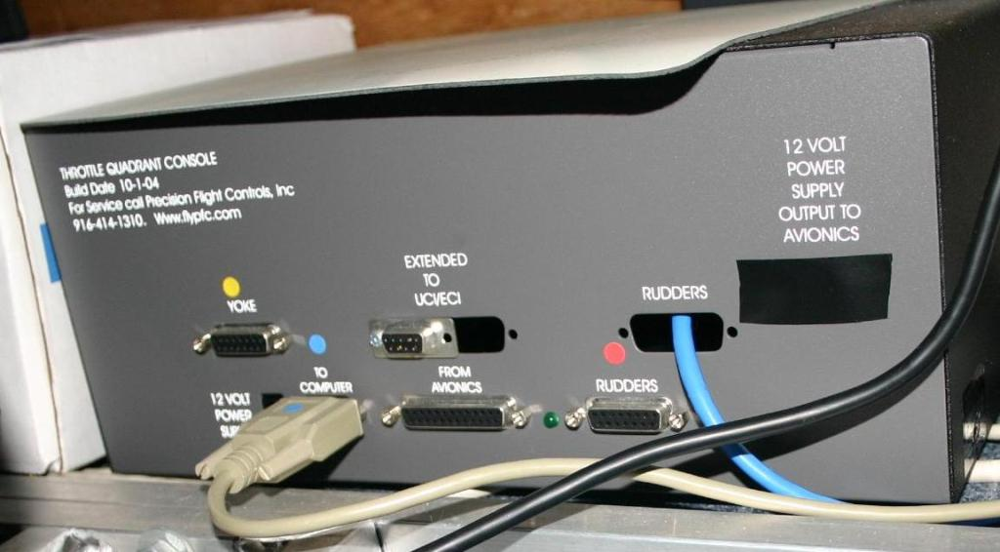 THROTTLE QUADRANT CONSOLE
Build Date 10-1-04
For Service call Precision Flight Controls, Inc
916-414-1310. Www.flypfc.com
12 VOLT
POWER
SUPPLY
OUTPUT TO
AVIONICS
EXTENDED
TO
UCI/ECI
RUDDERS
YOKE
TO
COMPUTER
FROM
AVIONICS
RUDDERS
12 VOLT
POWER